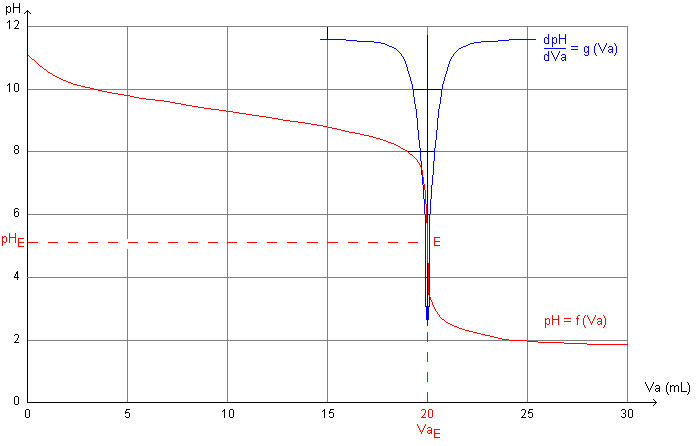 pH
12
dpH
dVa = g (Va)
10
8
6
pHE
E
4
pH = f (Va)
2
0
Va (mL)
0 5 10 15 20 25 30
VaE